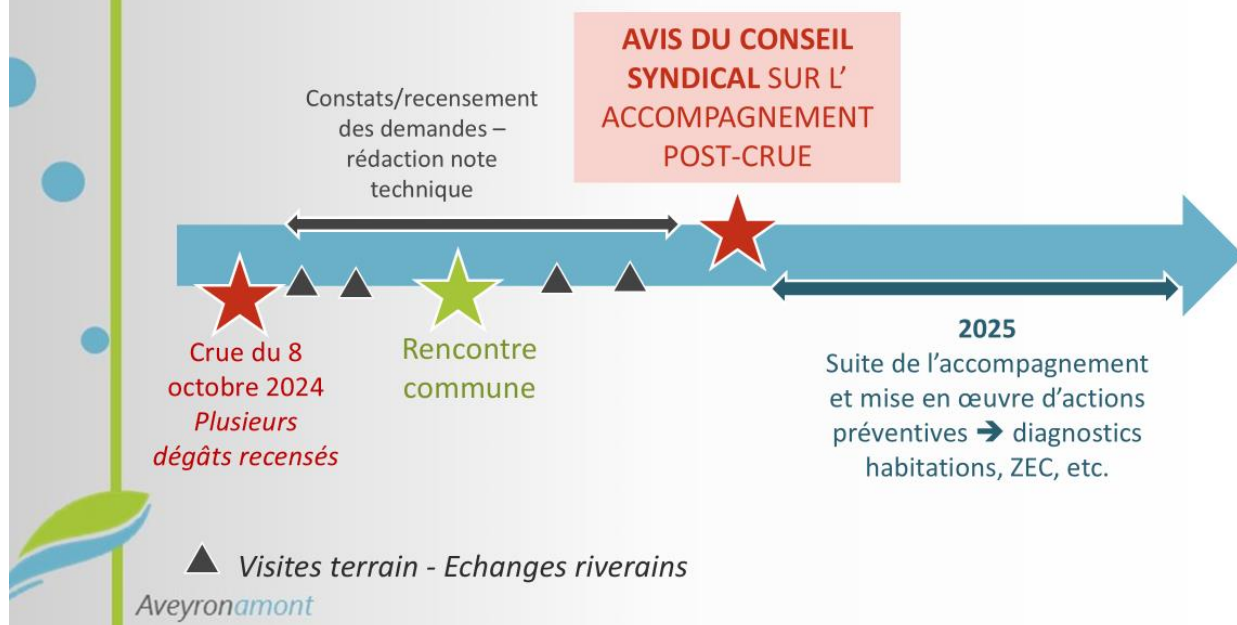 AVIS DU CONSEIL
SYNDICAL SUR L’
ACCOMPAGNEMENT
POST-CRUE
Constats/recensement
des demandes –
rédaction note
technique
Crue du 8
octobre 2024
Plusieurs
dégâts recensés
Rencontre
commune
2025
Suite de l’accompagnement
et mise en œuvre d’actions
préventives ➔ diagnostics
habitations, ZEC, etc.
Visites terrain - Echanges riverains
Aveyronamont